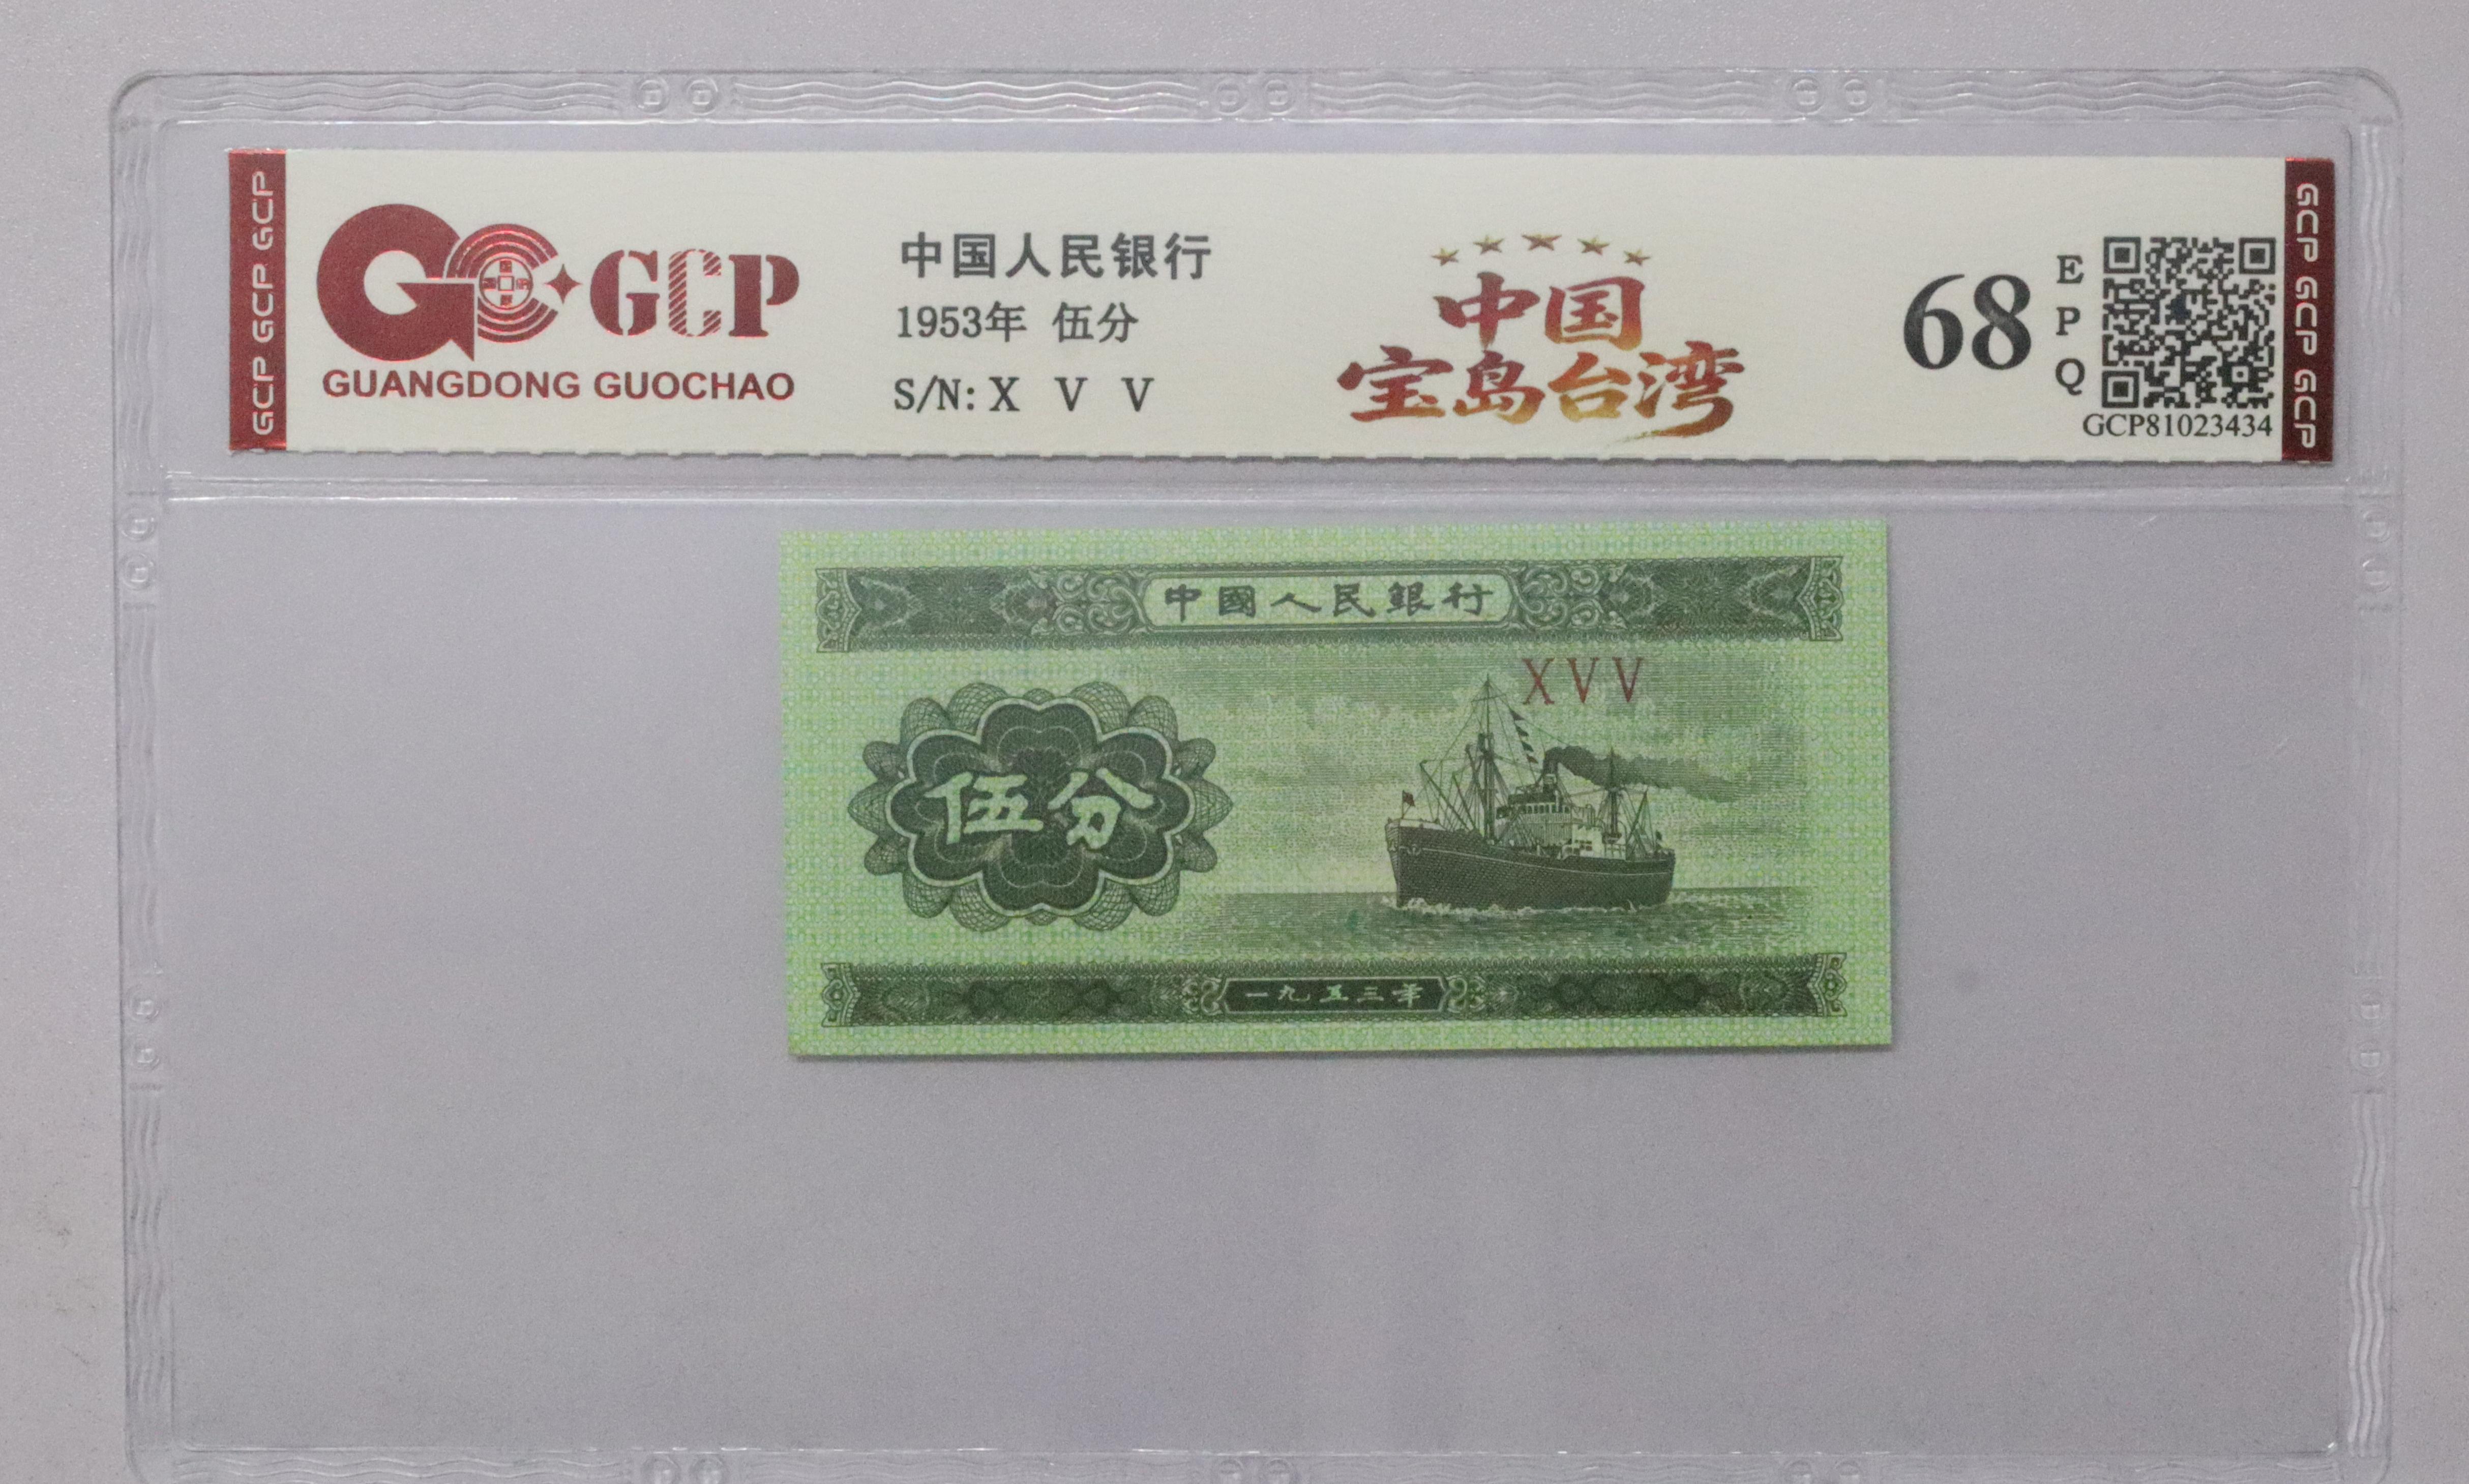 GCP GCP GCP
GCP
GUANGDONG GUOCHAO
中国人民银行
1953年 伍分
S/N: X V V
中国
宝岛台湾
68
E
P
Q
GCP81023434
GCP GCP GCP
中國人民銀行
XVV
伍分
一九五三年